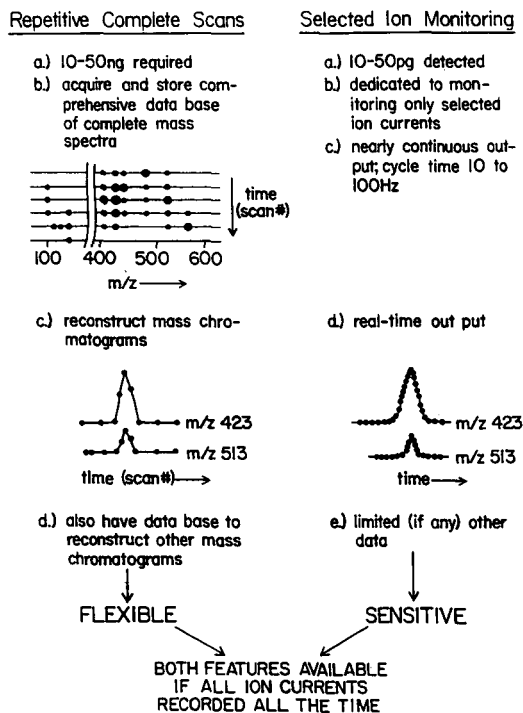 Repetitive Complete Scans
a.) 10-50ng required
b.) acquire and store com-
prehensive data base
of complete mass
spectra
time
(scan#)
100 400 500 600
m/z
c.) reconstruct mass chro-
matograms
m/z 423
m/z 513
time (scan#)
d.) also have data base to
reconstruct other mass
chromatograms
FLEXIBLE
Selected Ion Monitoring
a.) 10-50pg detected
b.) dedicated to mon-
itoring only selected
ion currents
c.) nearly continuous out-
put; cycle time 10 to
100Hz
d.) real-time out put
m/z 423
m/z 513
time
e.) limited (if any) other
data
SENSITIVE
BOTH FEATURES AVAILABLE
IF ALL ION CURRENTS
RECORDED ALL THE TIME